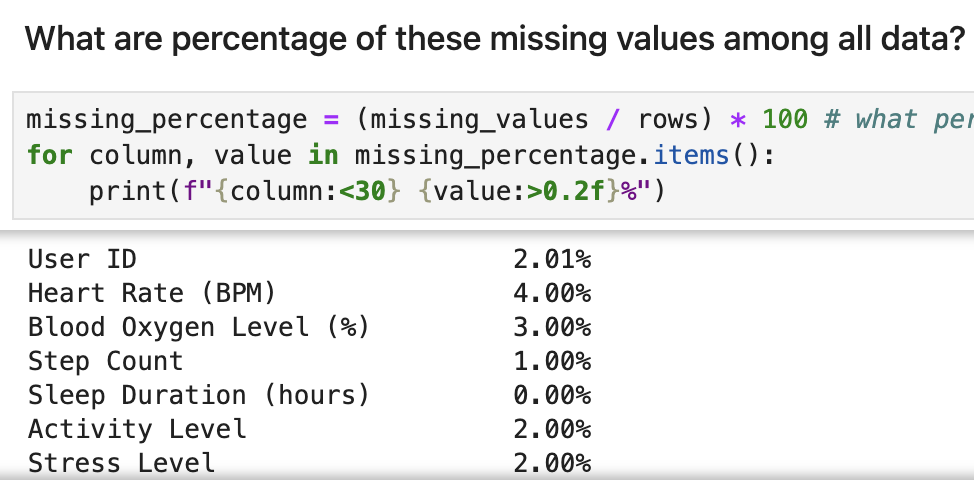 What are percentage of these missing values among all data?
missing_percentage = (missing_values / rows) * 100 # what
for column, value in missing_percentage.items():
    print(f"{column:<30} {value:>0.2f}%")
User ID                        2.01%
Heart Rate (BPM)               4.00%
Blood Oxygen Level (%)         3.00%
Step Count                     1.00%
Sleep Duration (hours)         0.00%
Activity Level                 2.00%
Stress Level                   2.00%